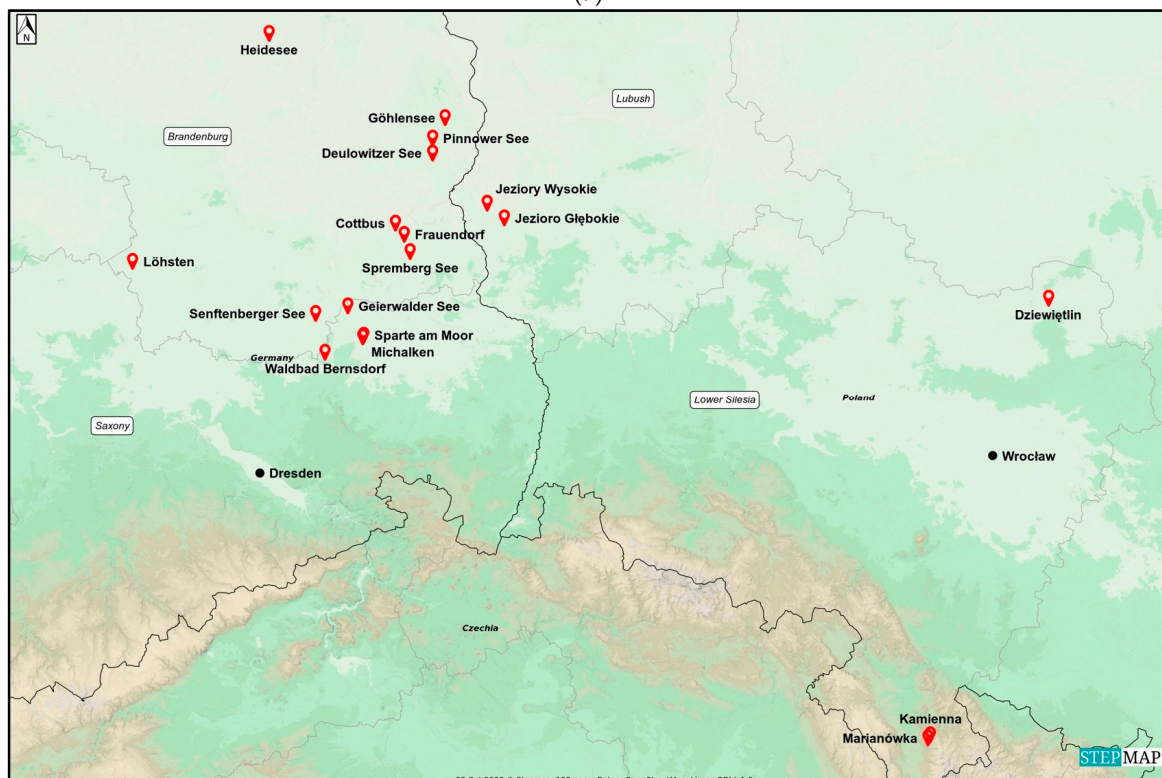 N
Heidesee
Lubush
Göhlensee
Brandenburg
Pinnower See
Deulowitzer See
Jeziory Wysokie
Jezioro Głębokie
Cottbus
Frauendorf
Löhsten
Spremberg See
Dziewiętlin
Geierwalder See
Senftenberger See
Sparte am Moor
Michalken
Germany
Waldbad Bernsdorf
Lower Silesia
Poland
Saxony
Wrocław
Dresden
Czechia
Kamienna
Marianówka
STEPMAP